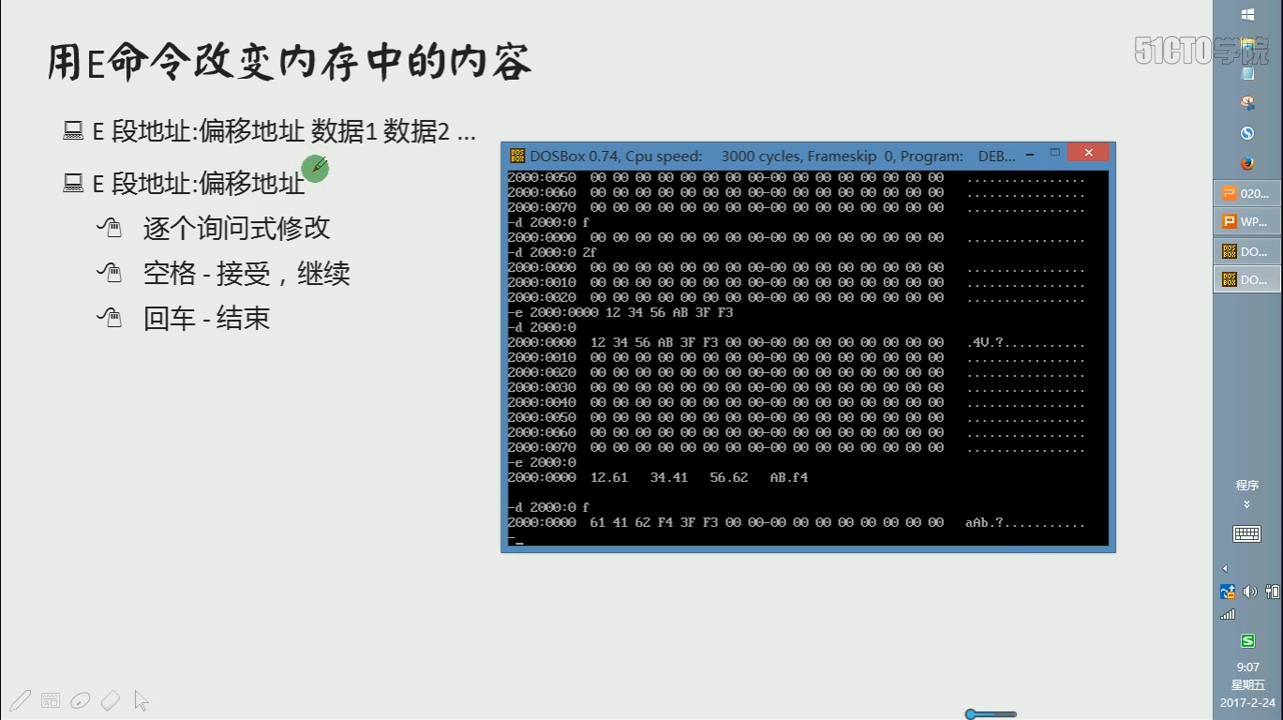 用E命令改变内存中的内容
51CTO学院
E 段地址:偏移地址 数据1 数据2 ...
E 段地址:偏移地址
逐个询问式修改
空格 - 接受，继续
回车 - 结束
DOSBox 0.74, Cpu speed: 3000 cycles, Frameskip 0, Program: DEB...
2000:0050 00 00 00 00 00 00 00 00-00 00 00 00 00 00 00 00 ................
2000:0060 00 00 00 00 00 00 00 00-00 00 00 00 00 00 00 00 ................
2000:0070 00 00 00 00 00 00 00 00-00 00 00 00 00 00 00 00 ................
-d 2000:0 f
2000:0000 00 00 00 00 00 00 00 00-00 00 00 00 00 00 00 00 ................
-d 2000:0 2f
2000:0000 00 00 00 00 00 00 00 00-00 00 00 00 00 00 00 00 ................
2000:0010 00 00 00 00 00 00 00 00-00 00 00 00 00 00 00 00 ................
2000:0020 00 00 00 00 00 00 00 00-00 00 00 00 00 00 00 00 ................
-e 2000:0000 12 34 56 AB 3F F3
-d 2000:0
2000:0000 12 34 56 AB 3F F3 00 00-00 00 00 00 00 00 00 00 .4V.?...........
2000:0010 00 00 00 00 00 00 00 00-00 00 00 00 00 00 00 00 ................
2000:0020 00 00 00 00 00 00 00 00-00 00 00 00 00 00 00 00 ................
2000:0030 00 00 00 00 00 00 00 00-00 00 00 00 00 00 00 00 ................
2000:0040 00 00 00 00 00 00 00 00-00 00 00 00 00 00 00 00 ................
2000:0050 00 00 00 00 00 00 00 00-00 00 00 00 00 00 00 00 ................
2000:0060 00 00 00 00 00 00 00 00-00 00 00 00 00 00 00 00 ................
2000:0070 00 00 00 00 00 00 00 00-00 00 00 00 00 00 00 00 ................
-e 2000:0
2000:0000 12.61 34.41 56.62 AB.f4
-d 2000:0 f
2000:0000 61 41 62 F4 3F F3 00 00-00 00 00 00 00 00 00 00 aAb.?...........
-_
020...
WP...
DO...
DO...
程序
9:07
星期五
2017-2-24